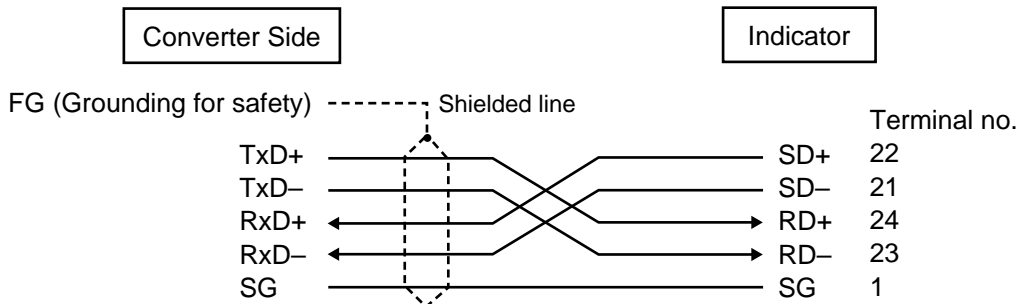 Converter Side Indicator
FG (Grounding for safety) Shielded line
Terminal no.
TxD+ SD+ 22
TxD– SD– 21
RxD+ RD+ 24
RxD– RD– 23
SG SG 1